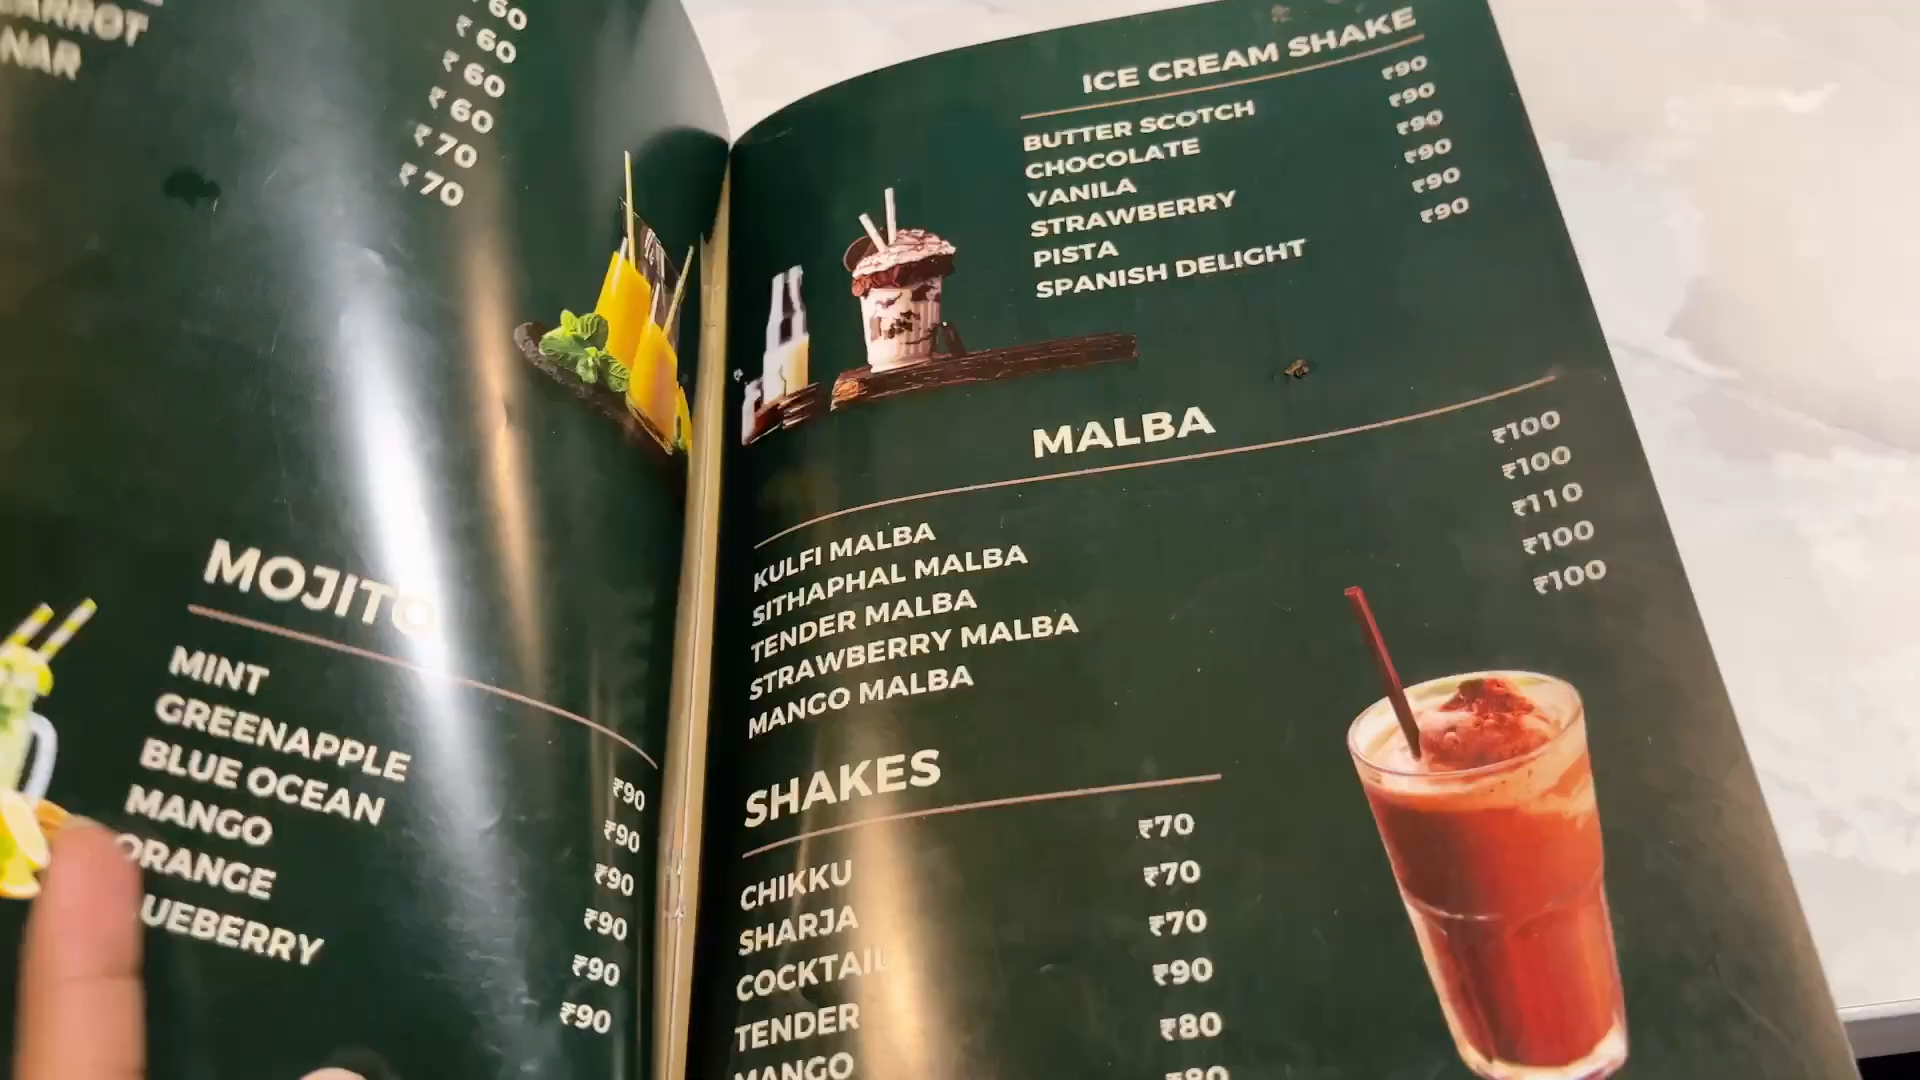 NAR
₹60
₹60
₹60
₹60
₹70
₹70
MOJITO
MINT ₹90
GREENAPPLE ₹90
BLUE OCEAN ₹90
MANGO ₹90
ORANGE ₹90
UEBERRY ₹90
ICE CREAM SHAKE
BUTTER SCOTCH ₹90
CHOCOLATE ₹90
VANILA ₹90
STRAWBERRY ₹90
PISTA ₹90
SPANISH DELIGHT ₹90
MALBA
KULFI MALBA ₹100
SITHAPHAL MALBA ₹100
TENDER MALBA ₹110
STRAWBERRY MALBA ₹100
MANGO MALBA ₹100
SHAKES
CHIKKU ₹70
SHARJA ₹70
COCKTAIL ₹70
TENDER ₹90
MANGO ₹80
₹80